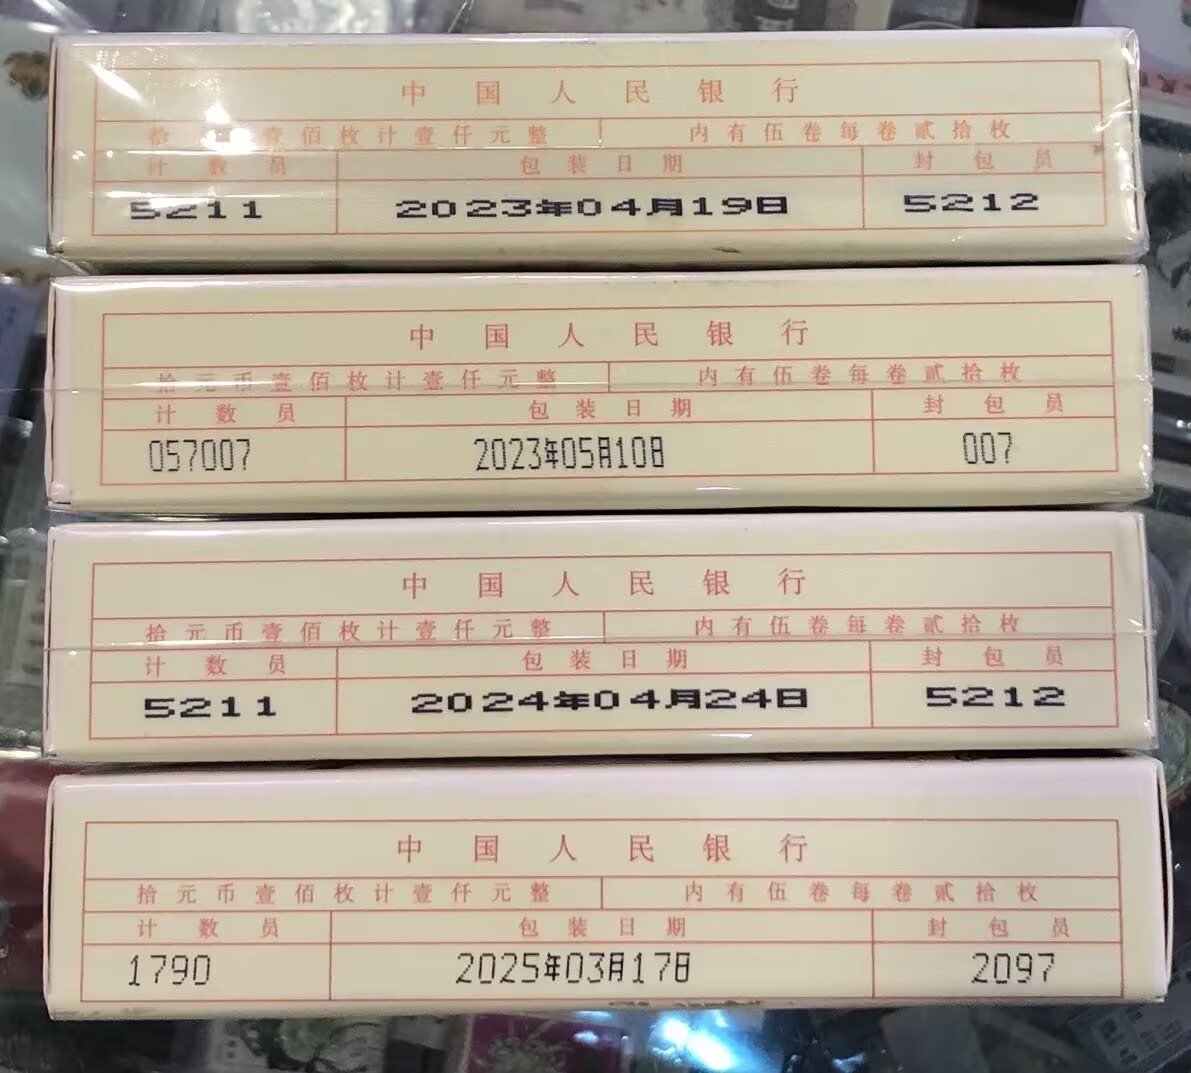 中国人民银行
拾 壹佰枚计壹仟元整 内有伍卷每卷贰拾枚
计数员 包装日期 封包员
5211 2023年04月19日 5212
中国人民银行
拾元币壹佰枚计壹仟元整 内有伍卷每卷贰拾枚
计数员 包装日期 封包员
057007 2023年05月10日 007
中国人民银行
拾元币壹佰枚计壹仟元整 内有伍卷每卷贰拾枚
计数员 包装日期 封包员
5211 2024年04月24日 5212
中国人民银行
拾元币壹佰枚计壹仟元整 内有伍卷每卷贰拾枚
计数员 包装日期 封包员
1790 2025年03月17日 2097